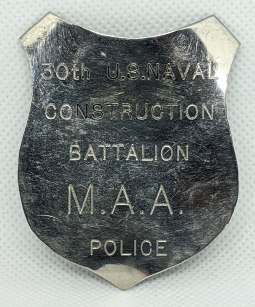 30th U.S.NAVAL
CONSTRUCTION
BATTALION
M.A.A.
POLICE